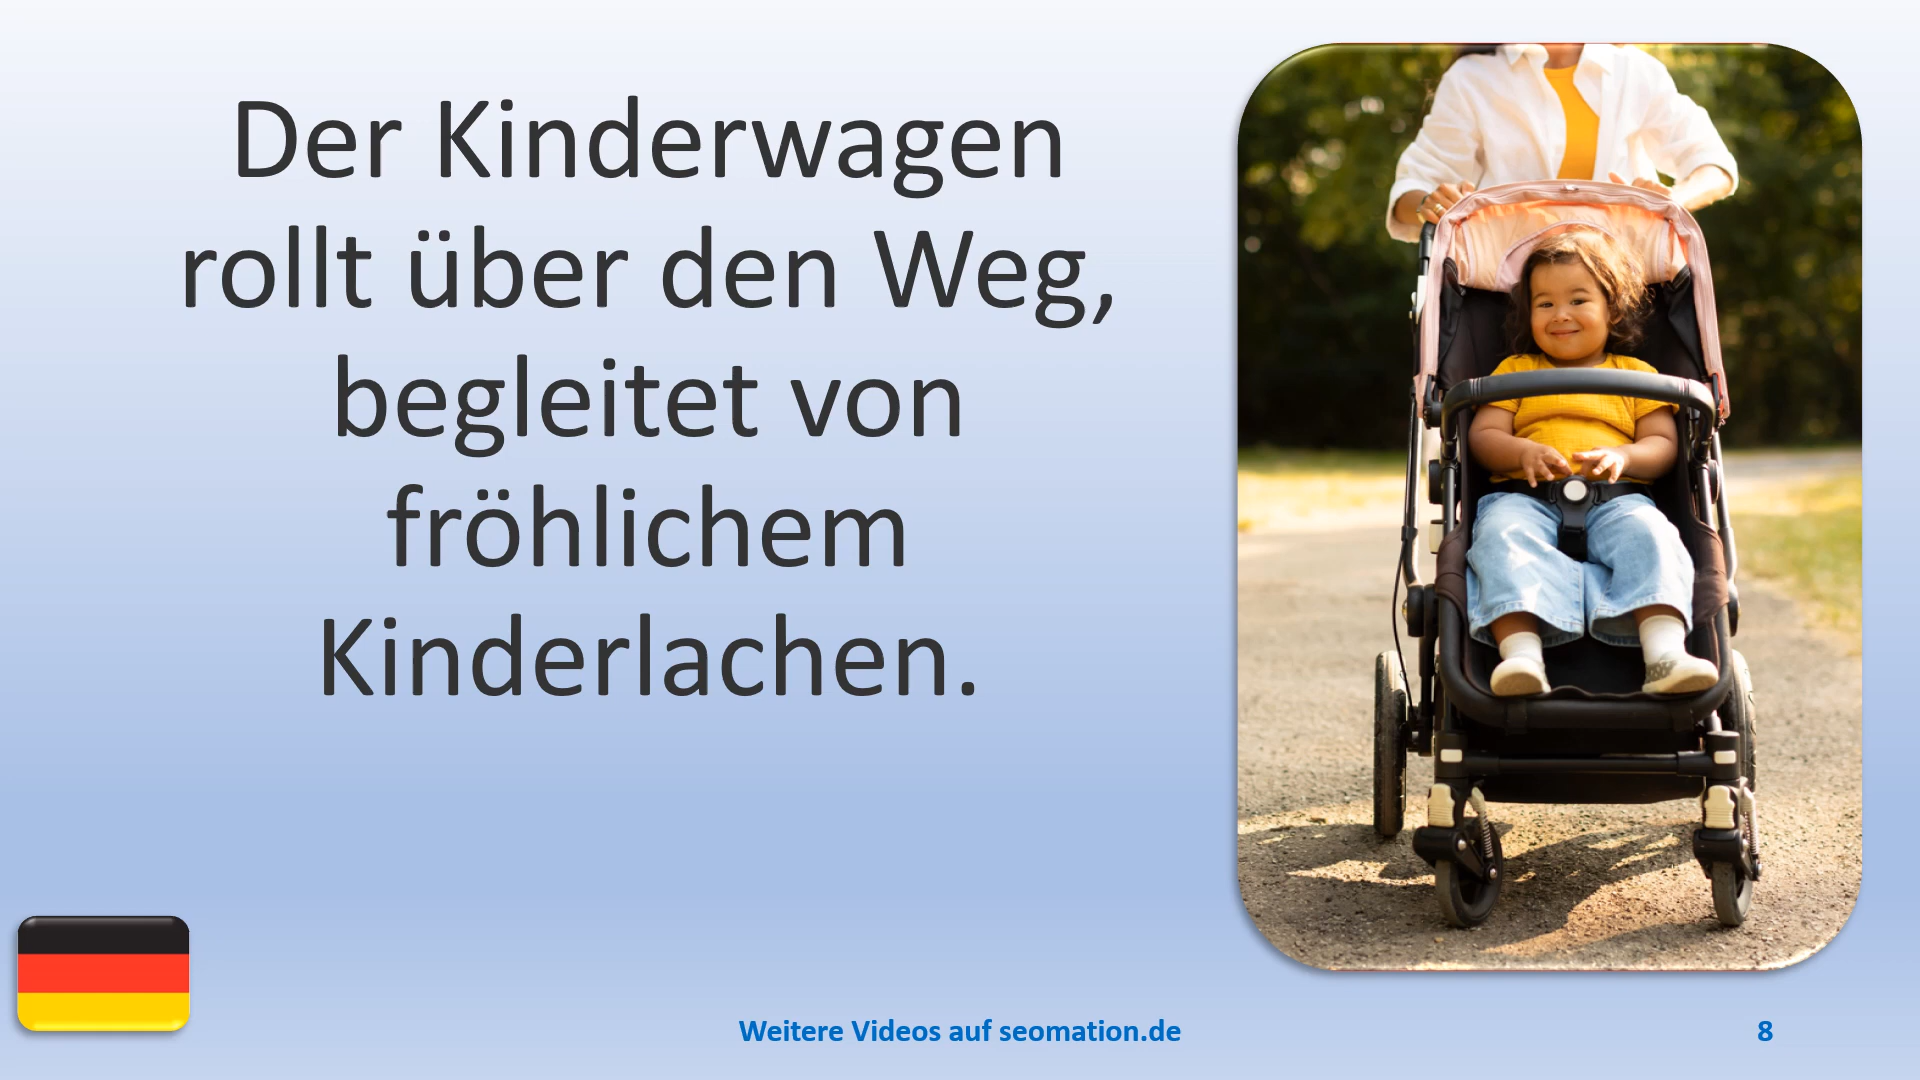 Der Kinderwagen
rollt über den Weg,
begleitet von
fröhlichem
Kinderlachen.
Weitere Videos auf seomation.de
8